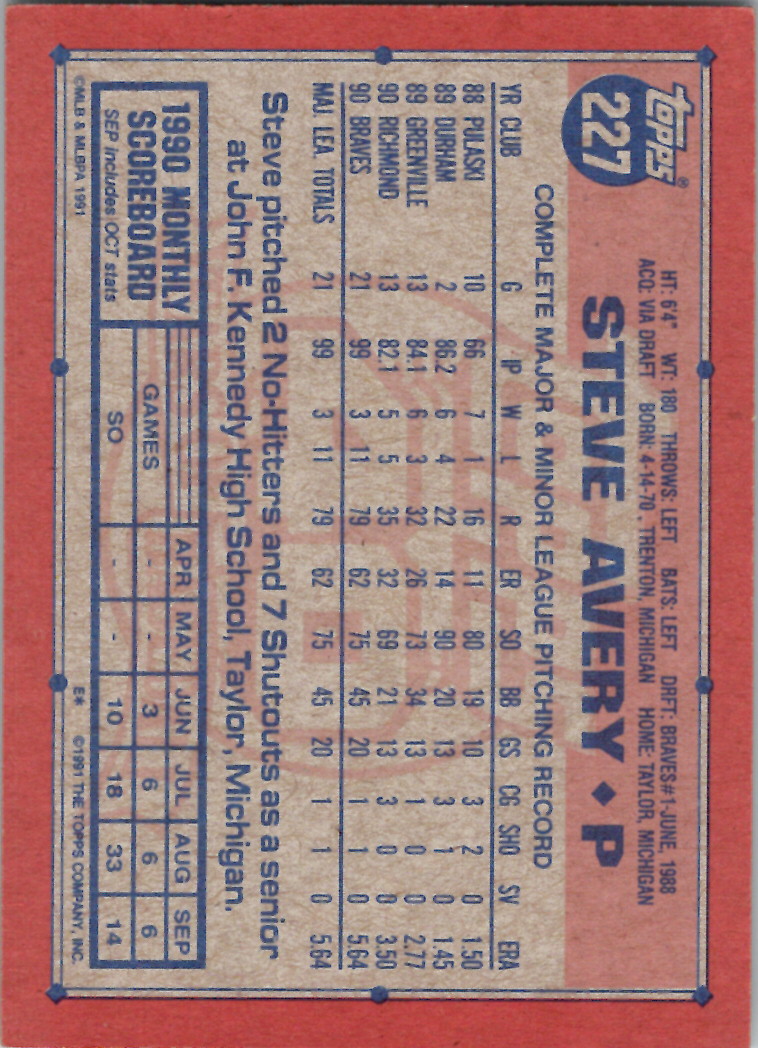 topps®
227
HT: 6'4" WT: 180 THROWS: LEFT BATS: LEFT DRFT: BRAVES#1-JUNE, 1988
ACQ: VIA DRAFT BORN: 4-14-70, TRENTON, MICHIGAN HOME: TAYLOR, MICHIGAN
STEVE AVERY ♦ P
COMPLETE MAJOR & MINOR LEAGUE PITCHING RECORD
YR CLUB G IP W L R ER SO BB GS CG SHO SV ERA
88 PULASKI 10 66 7 1 16 11 80 19 10 3 2 0 1.50
89 DURHAM 2 86.2 6 4 22 14 90 20 13 3 1 0 1.45
89 GREENVILLE 13 84.1 6 3 32 26 73 34 13 1 0 0 2.77
90 RICHMOND 13 82.1 5 5 35 32 69 21 13 3 0 0 3.50
90 BRAVES 21 99 3 11 79 62 75 45 20 1 1 0 5.64
MAJ. LEA. TOTALS 21 99 3 11 79 62 75 45 20 1 1 0 5.64
Steve pitched 2 No-Hitters and 7 Shutouts as a senior
at John F. Kennedy High School, Taylor, Michigan.
1990 MONTHLY
SCOREBOARD
SEP includes OCT stats
APR MAY JUN JUL AUG SEP
GAMES - - 3 6 6 6
SO - - 10 18 33 14
©MLB & MLBPA 1991
E* ©1991 THE TOPPS COMPANY, INC.